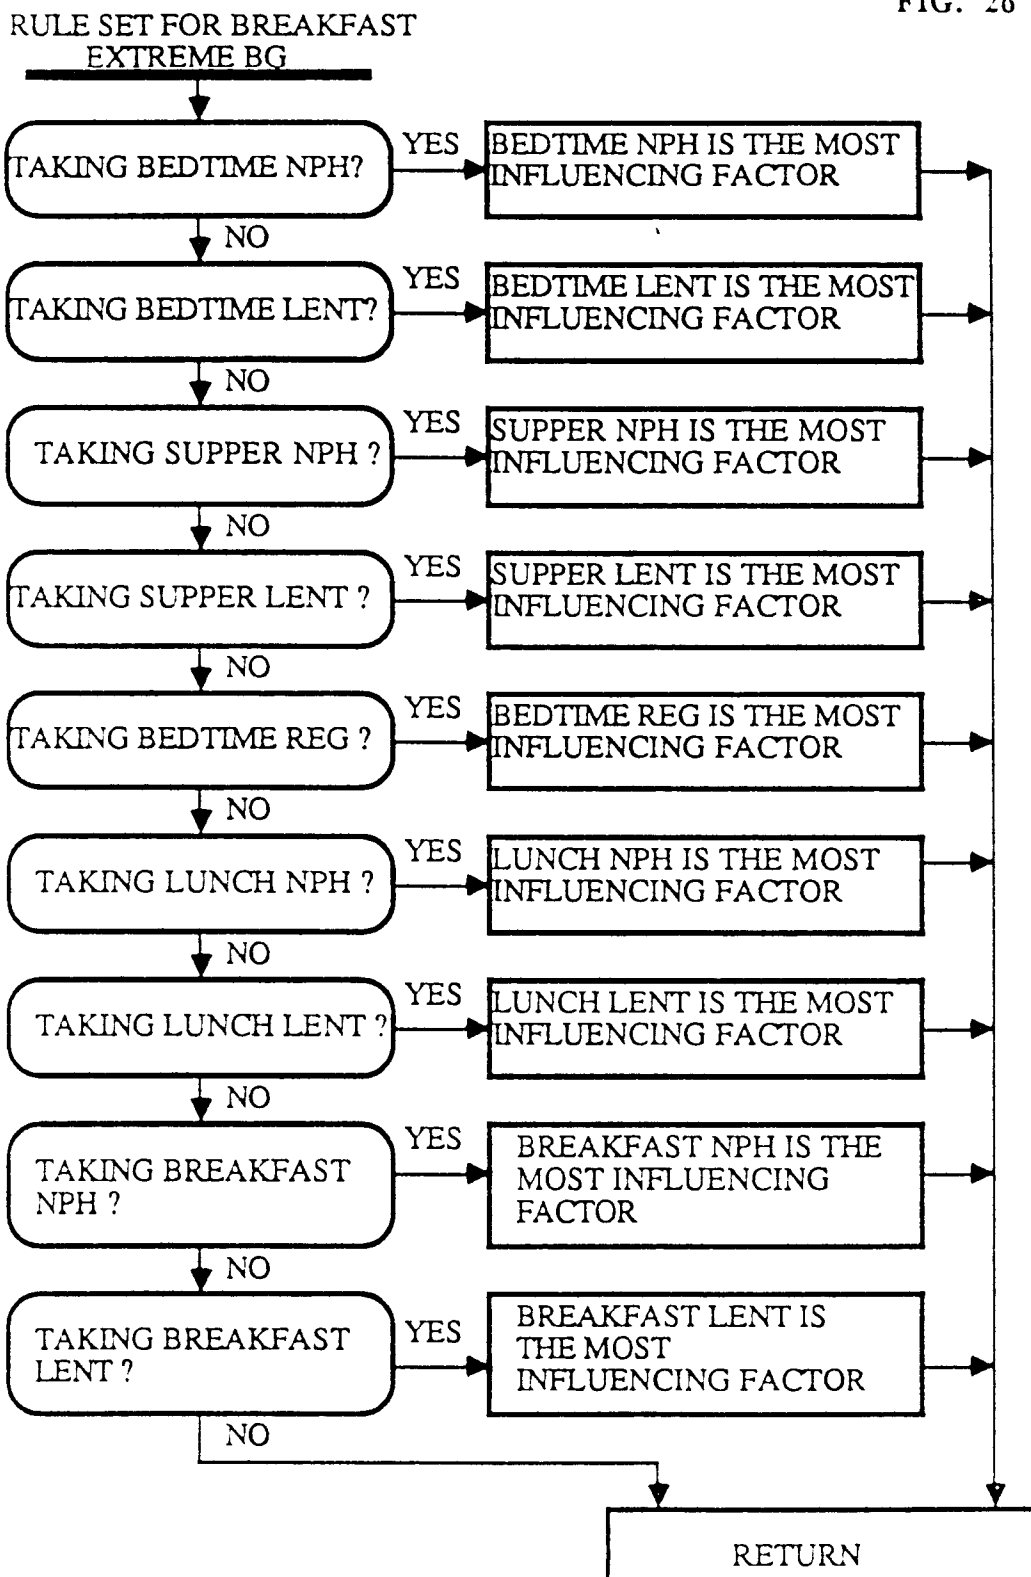 FIG. 28
RULE SET FOR BREAKFAST
EXTREME BG
TAKING BEDTIME NPH?
YES
BEDTIME NPH IS THE MOST
INFLUENCING FACTOR
NO
TAKING BEDTIME LENT?
YES
BEDTIME LENT IS THE MOST
INFLUENCING FACTOR
NO
TAKING SUPPER NPH ?
YES
SUPPER NPH IS THE MOST
INFLUENCING FACTOR
NO
TAKING SUPPER LENT ?
YES
SUPPER LENT IS THE MOST
INFLUENCING FACTOR
NO
TAKING BEDTIME REG ?
YES
BEDTIME REG IS THE MOST
INFLUENCING FACTOR
NO
TAKING LUNCH NPH ?
YES
LUNCH NPH IS THE MOST
INFLUENCING FACTOR
NO
TAKING LUNCH LENT ?
YES
LUNCH LENT IS THE MOST
INFLUENCING FACTOR
NO
TAKING BREAKFAST
NPH ?
YES
BREAKFAST NPH IS THE
MOST INFLUENCING
FACTOR
NO
TAKING BREAKFAST
LENT ?
YES
BREAKFAST LENT IS
THE MOST
INFLUENCING FACTOR
NO
RETURN